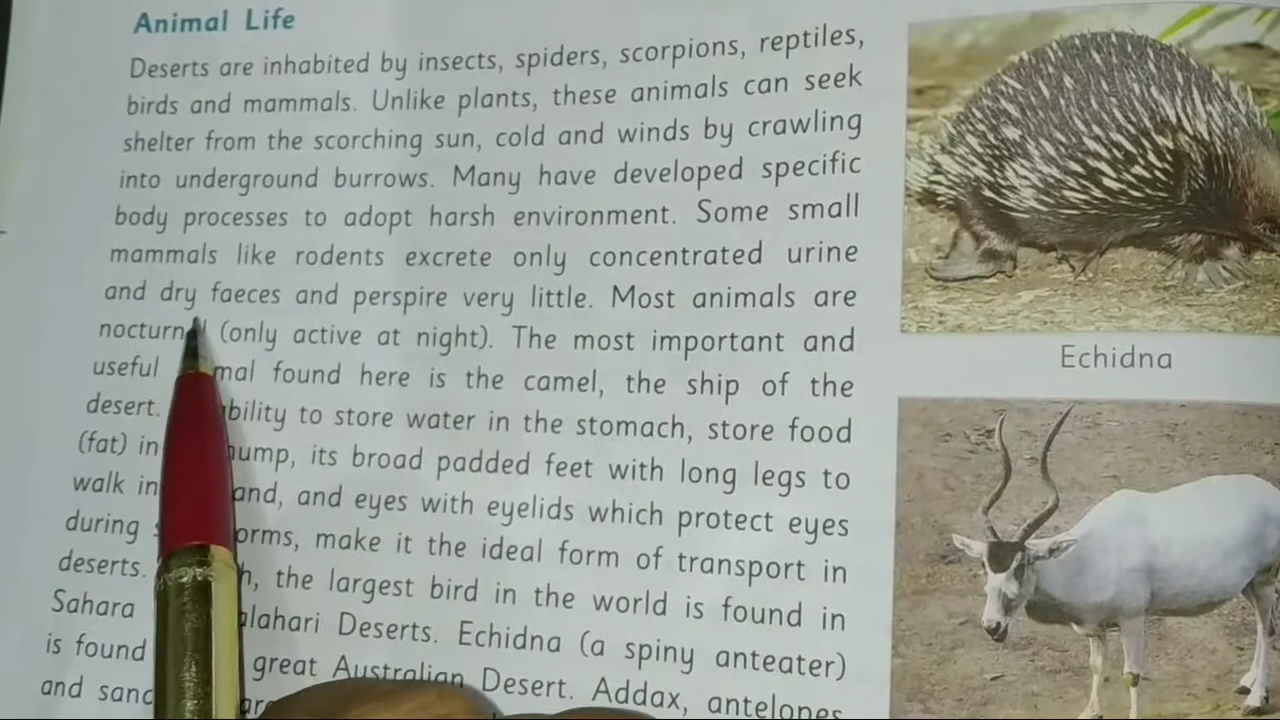 Animal Life
Deserts are inhabited by insects, spiders, scorpions, reptiles,
birds and mammals. Unlike plants, these animals can seek
shelter from the scorching sun, cold and winds by crawling
into underground burrows. Many have developed specific
body processes to adopt harsh environment. Some small
mammals like rodents excrete only concentrated urine
and dry faeces and perspire very little. Most animals are
(only active at night). The most important and
useful found here is the camel, the ship of the
desert. ability to store water in the stomach, store food
(fat) in hump, its broad padded feet with long legs to
walk in and, and eyes with eyelids which protect eyes
during make it the ideal form of transport in
deserts. the largest bird in the world is found in
Sahara Deserts. Echidna (a spiny anteater)
is found great Australian Desert. Addax, antelopes
and
Echidna